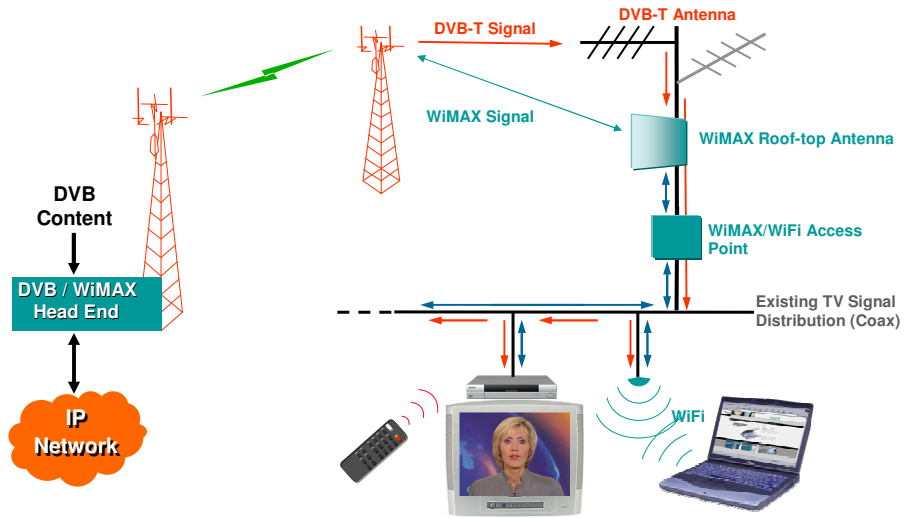 DVB-T Antenna
DVB-T Signal
WiMAX Signal
WiMAX Roof-top Antenna
DVB
Content
WiMAX/WiFi Access
Point
DVB / WiMAX
Head End
Existing TV Signal
Distribution (Coax)
IP
Network
WiFi